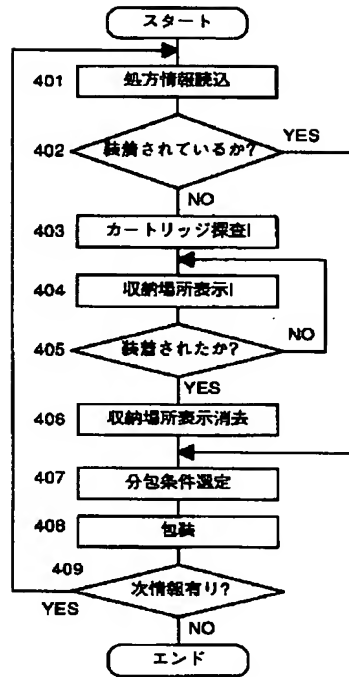 スタート
401 処方情報読込
402 装着されているか? YES
NO
403 カートリッジ探査I
404 収納場所表示I
405 装着されたか? NO
YES
406 収納場所表示消去
407 分包条件選定
408 包装
409
次情報有り?
YES
NO
エンド